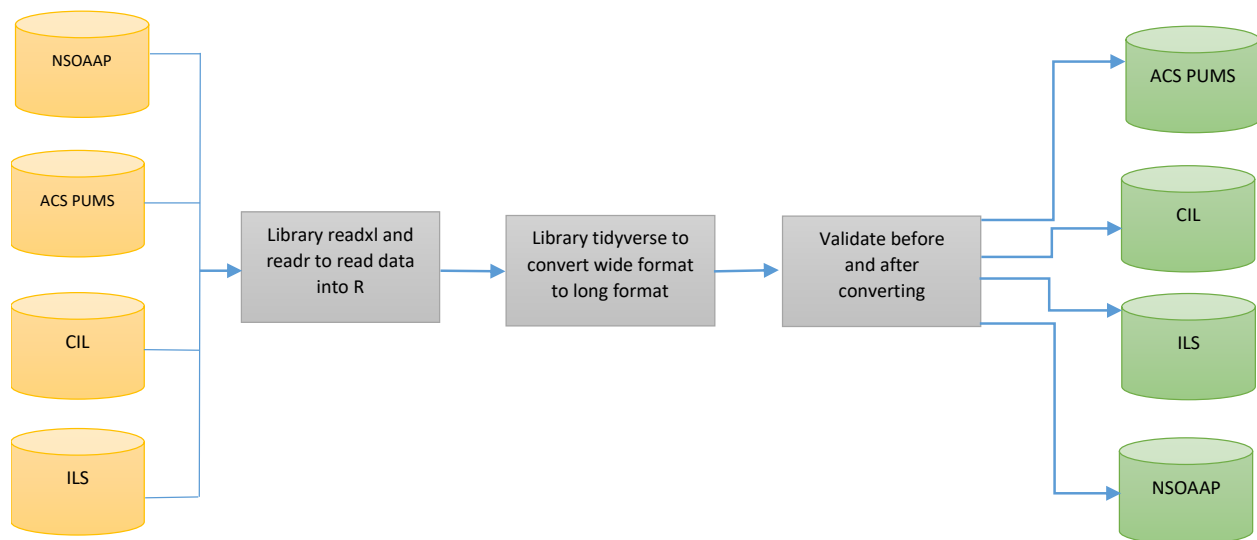 NSOAAP
ACS PUMS
CIL
ILS
Library readxl and
readr to read data
into R
Library tidyverse to
convert wide format
to long format
Validate before
and after
converting
ACS PUMS
CIL
ILS
NSOAAP